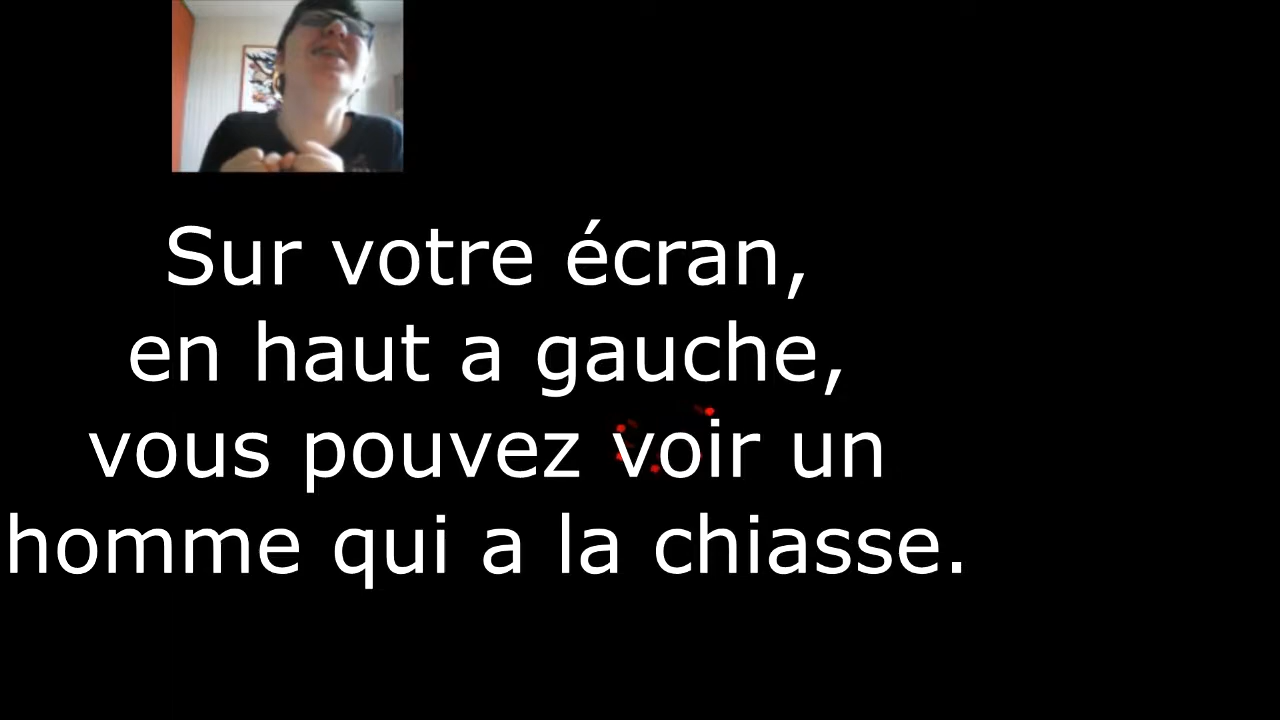 Sur votre écran,
en haut a gauche,
vous pouvez voir un
homme qui a la chiasse.